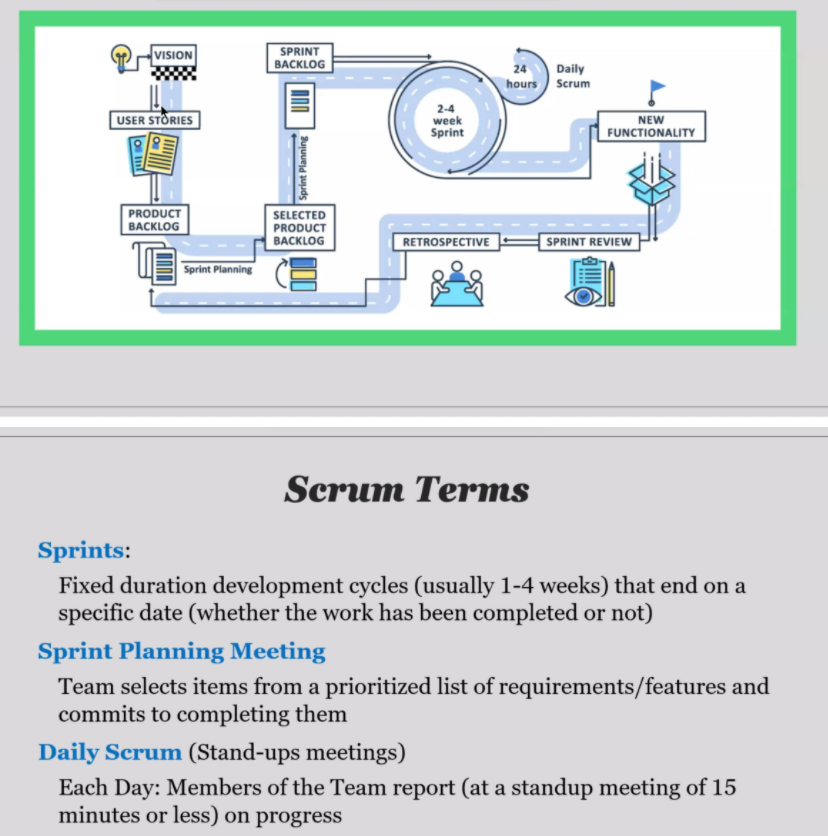 VISION
USER STORIES
PRODUCT
BACKLOG
Sprint Planning
SELECTED
PRODUCT
BACKLOG
Sprint Planning
SPRINT
BACKLOG
2-4
week
Sprint
24
hours
Daily
Scrum
NEW
FUNCTIONALITY
SPRINT REVIEW
RETROSPECTIVE
Scrum Terms
Sprints:
Fixed duration development cycles (usually 1-4 weeks) that end on a
specific date (whether the work has been completed or not)
Sprint Planning Meeting
Team selects items from a prioritized list of requirements/features and
commits to completing them
Daily Scrum (Stand-ups meetings)
Each Day: Members of the Team report (at a standup meeting of 15
minutes or less) on progress